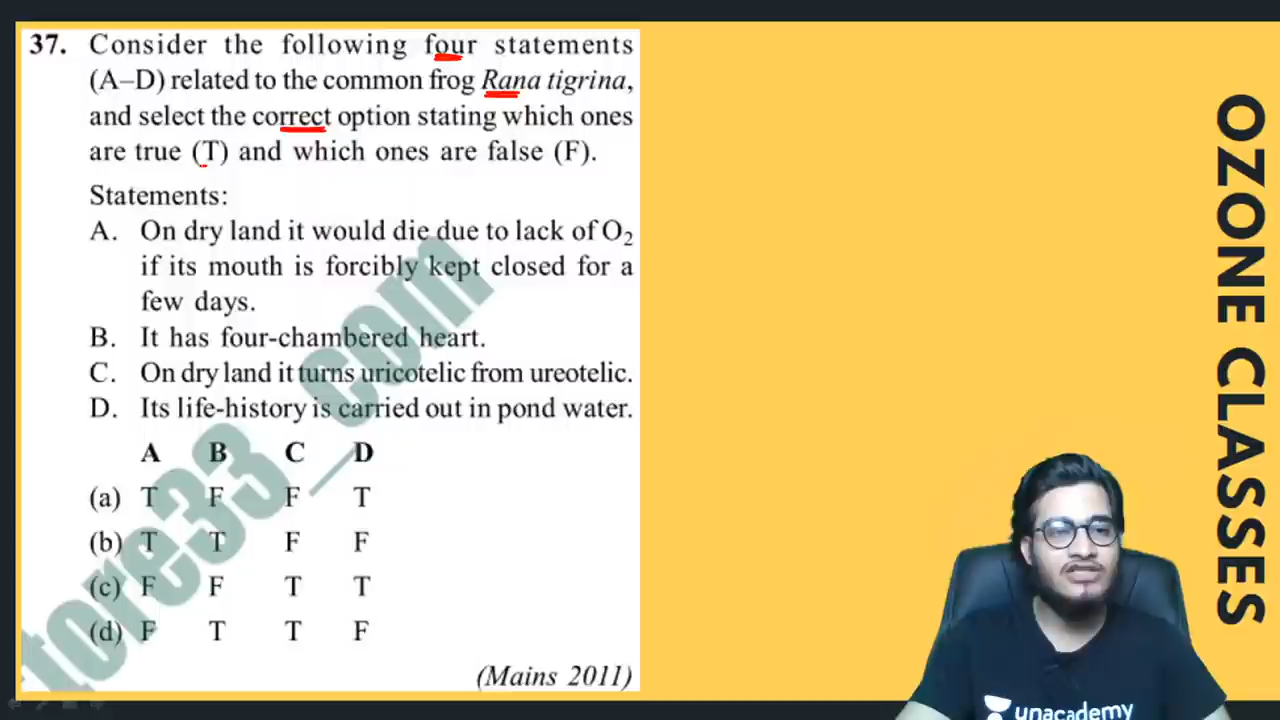 37. Consider the following four statements
(A–D) related to the common frog Rana tigrina,
and select the correct option stating which ones
are true (T) and which ones are false (F).
Statements:
A. On dry land it would die due to lack of O₂
if its mouth is forcibly kept closed for a
few days.
B. It has four-chambered heart.
C. On dry land it turns uricotelic from ureotelic.
D. Its life-history is carried out in pond water.
A B C D
(a) T F F T
(b) T T F F
(c) F F T T
(d) F T T F
(Mains 2011)
tore33_com
OZONE CLASSES
unacademy